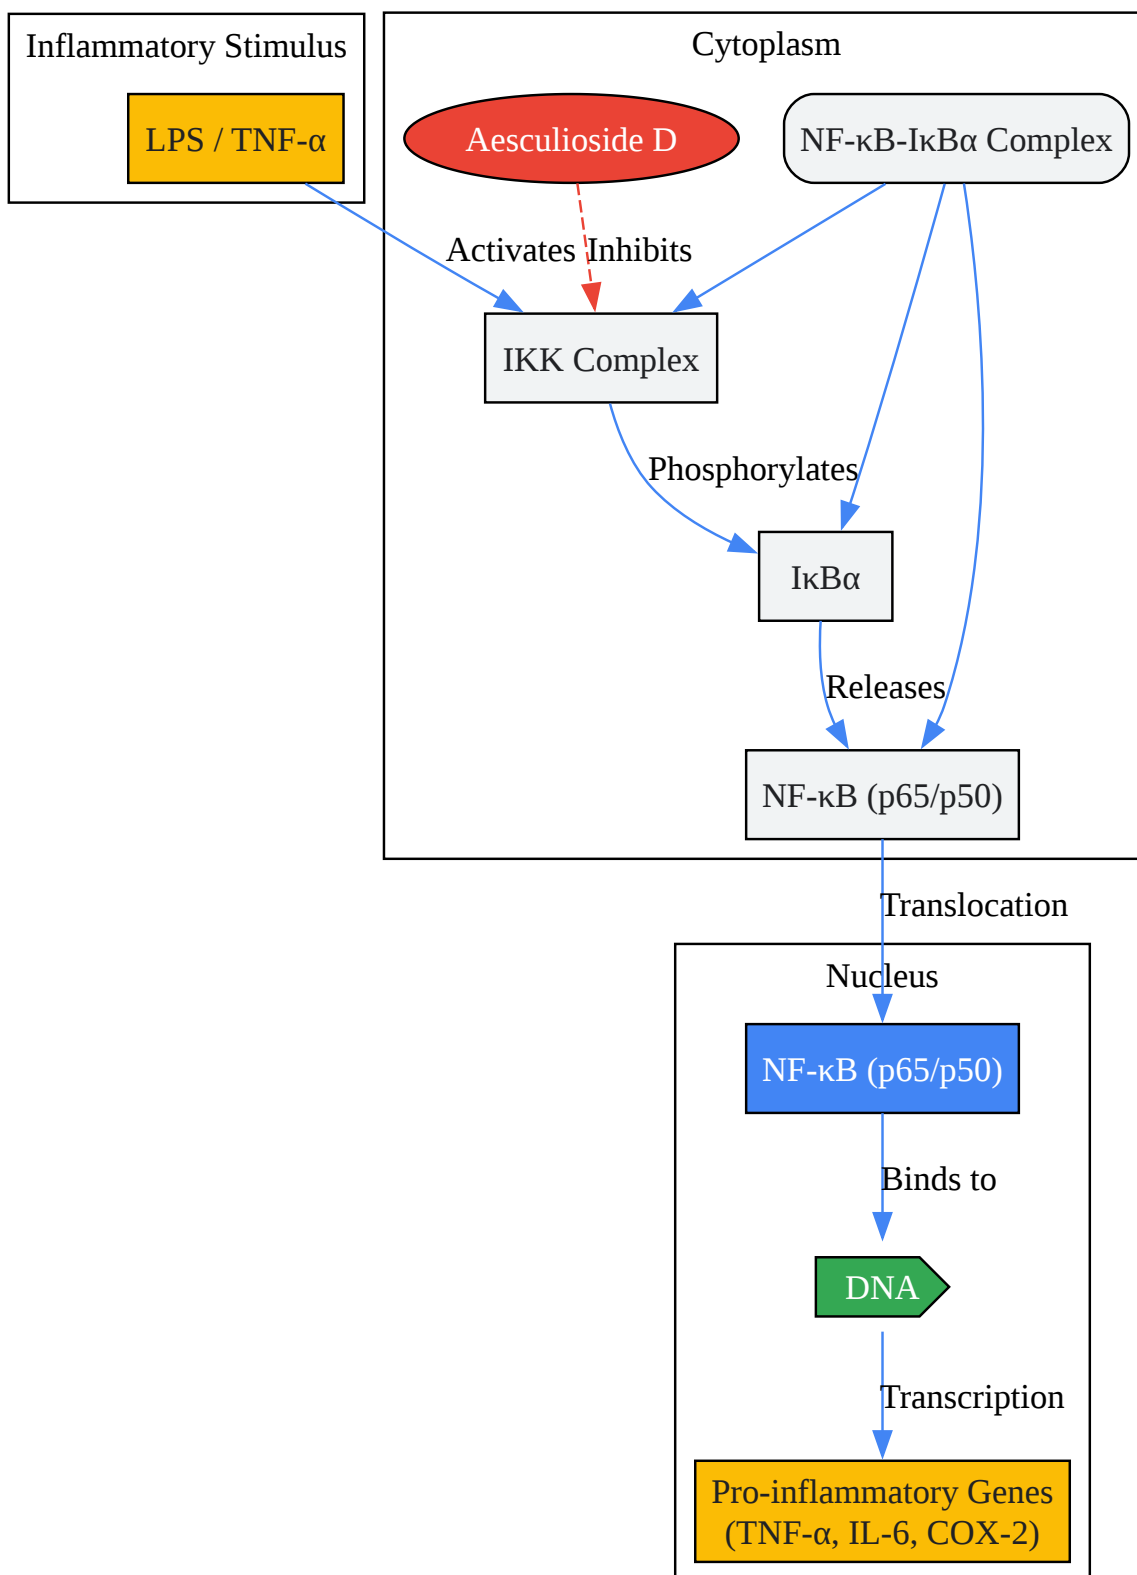 Inflammatory Stimulus
Cytoplasm
LPS / TNF-α
Aesculioside D
NF-κB-IκBα Complex
Activates
Inhibits
IKK Complex
Phosphorylates
IκBα
Releases
NF-κB (p65/p50)
Translocation
Nucleus
NF-κB (p65/p50)
Binds to
DNA
Transcription
Pro-inflammatory Genes
(TNF-α, IL-6, COX-2)